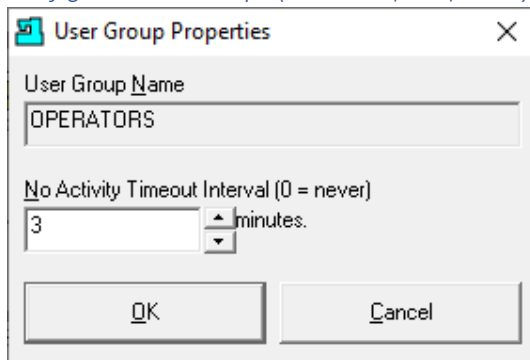 User Group Properties
User Group Name
OPERATORS
No Activity Timeout Interval (0 = never)
3
minutes.
OK
Cancel